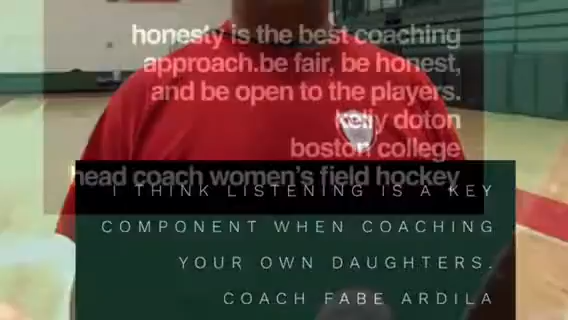 honesty is the best coaching
approach.be fair, be honest,
and be open to the players.
kelly doton
boston college
head coach women's field hockey
I THINK LISTENING IS A KEY
COMPONENT WHEN COACHING
YOUR OWN DAUGHTERS.
COACH FABE ARDILA